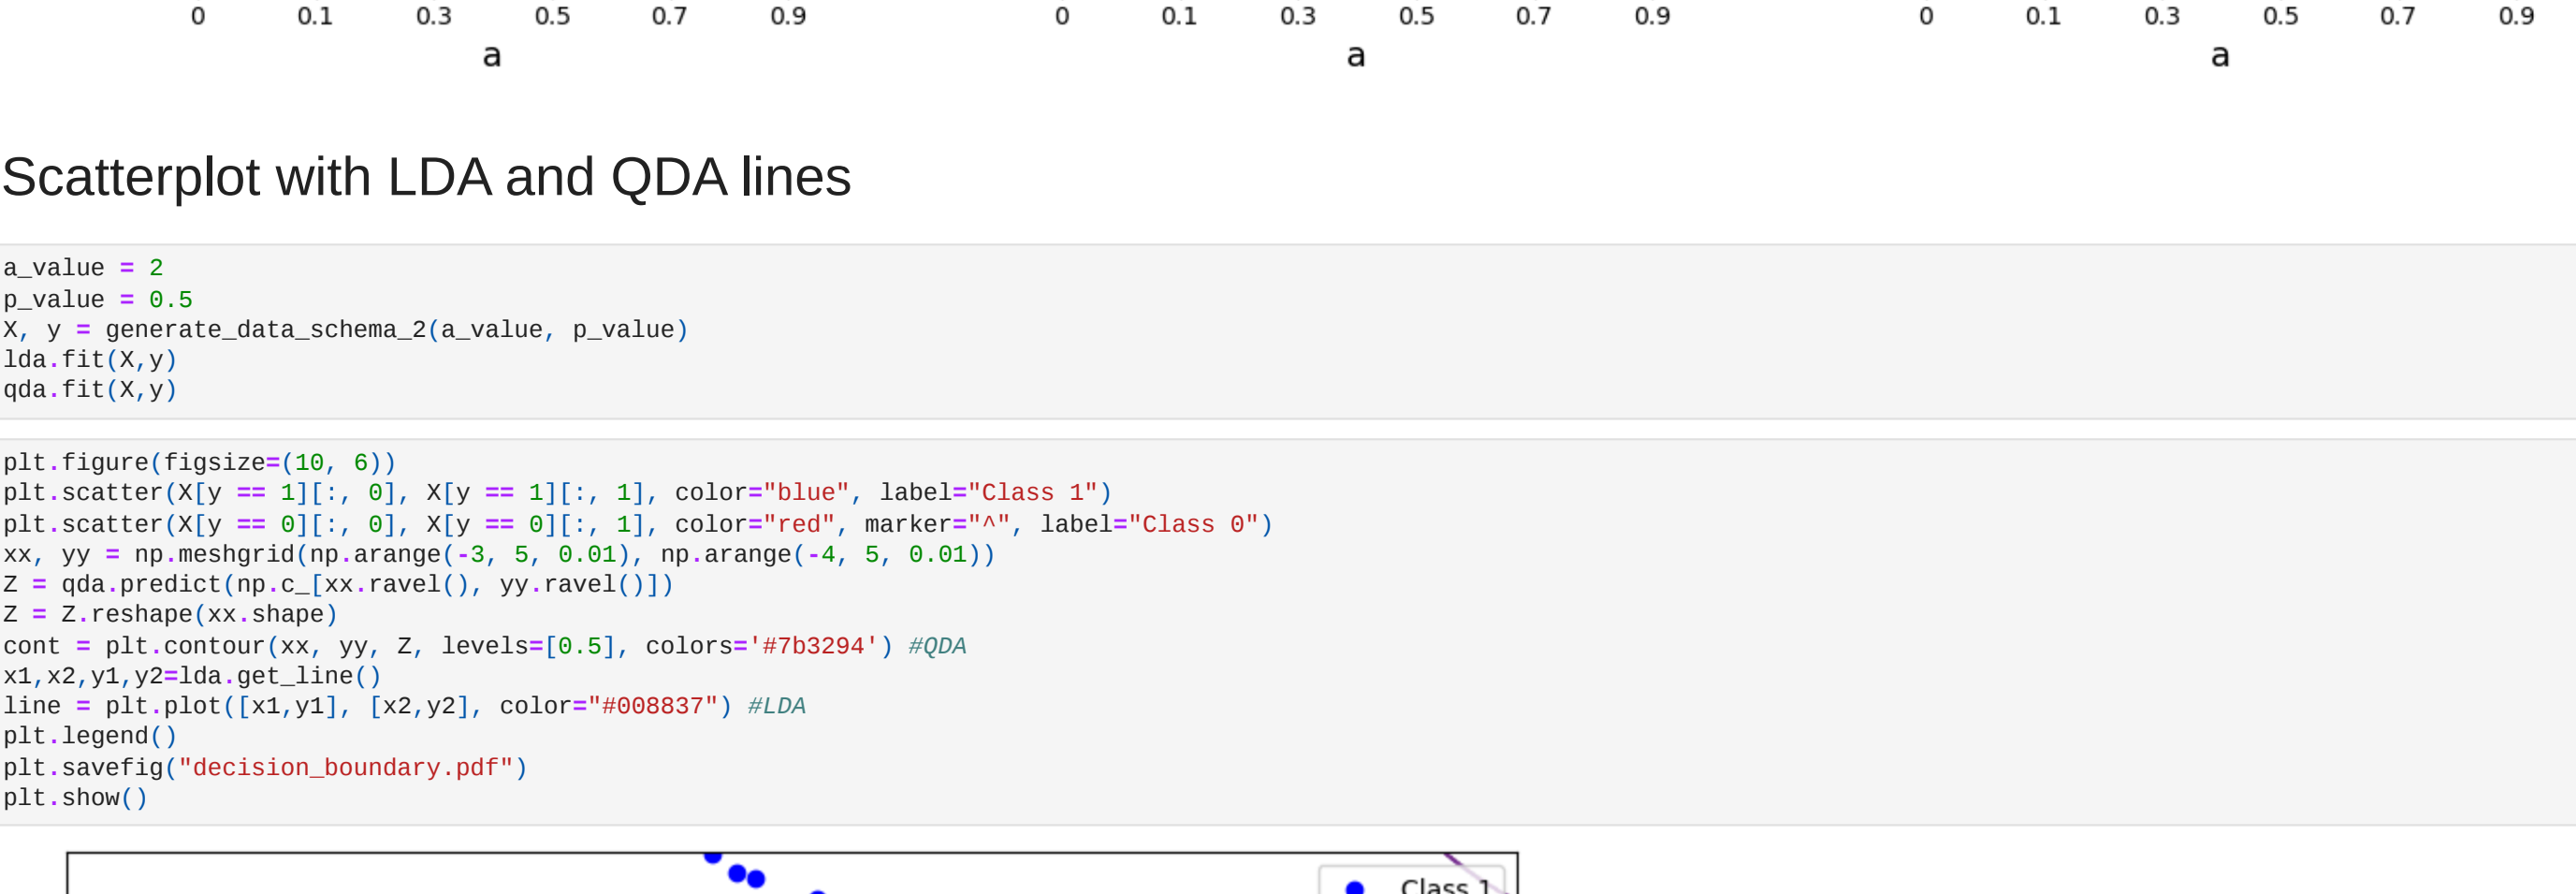 0 0.1 0.3 0.5 0.7 0.9 0 0.1 0.3 0.5 0.7 0.9 0 0.1 0.3 0.5 0.7 0.9
a a a
Scatterplot with LDA and QDA lines
a_value = 2
p_value = 0.5
X, y = generate_data_schema_2(a_value, p_value)
lda.fit(X,y)
qda.fit(X,y)
plt.figure(figsize=(10, 6))
plt.scatter(X[y == 1][:, 0], X[y == 1][:, 1], color="blue", label="Class 1")
plt.scatter(X[y == 0][:, 0], X[y == 0][:, 1], color="red", marker="^", label="Class 0")
xx, yy = np.meshgrid(np.arange(-3, 5, 0.01), np.arange(-4, 5, 0.01))
Z = qda.predict(np.c_[xx.ravel(), yy.ravel()])
Z = Z.reshape(xx.shape)
cont = plt.contour(xx, yy, Z, levels=[0.5], colors='#7b3294') #QDA
x1,x2,y1,y2=lda.get_line()
line = plt.plot([x1,y1], [x2,y2], color="#008837") #LDA
plt.legend()
plt.savefig("decision_boundary.pdf")
plt.show()
Class 1